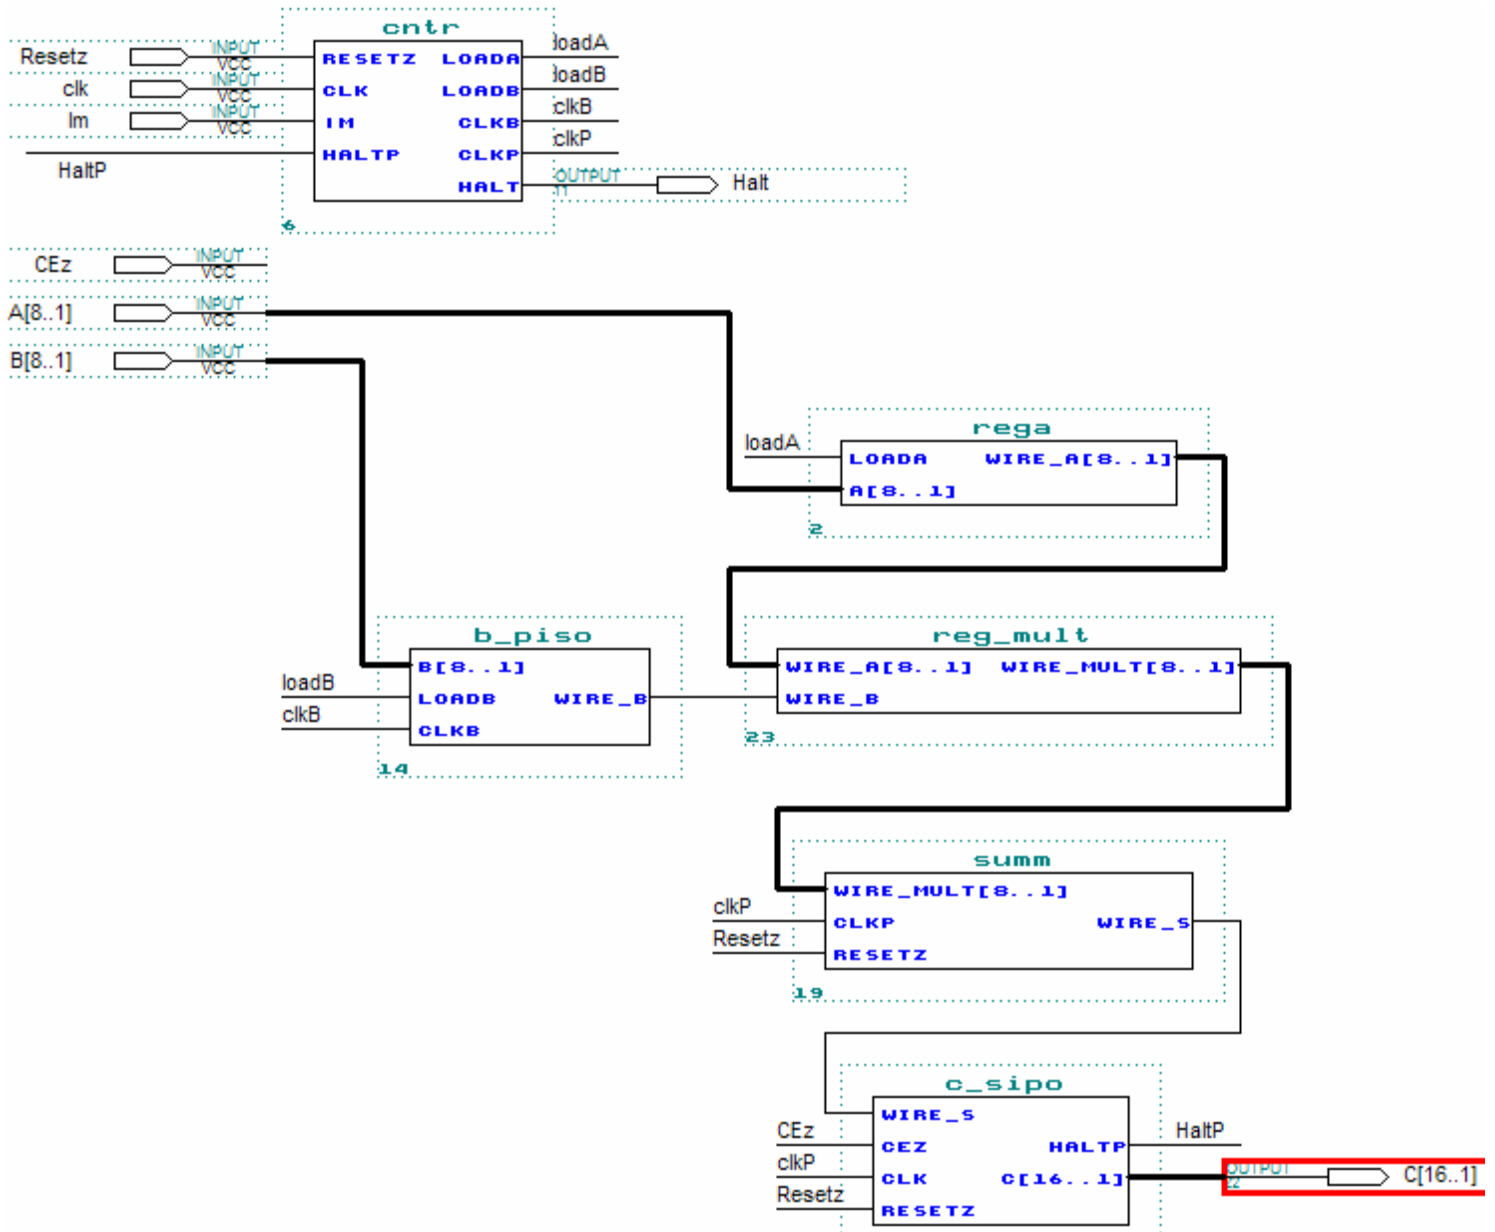 cntr
Resetz INPUT VCC RESETZ LOADA loadA
clk INPUT VCC CLK LOADB loadB
Im INPUT VCC IM CLKB clkB
HaltP HALTP CLKP clkP
HALT OUTPUT 11 Halt
6
CEz INPUT VCC
A[8..1] INPUT VCC
B[8..1] INPUT VCC
rega
loadA LOADA WIRE_A[8..1]
A[8..1]
2
b_piso
B[8..1]
loadB LOADB WIRE_B
clkB CLKB
14
reg_mult
WIRE_A[8..1] WIRE_MULT[8..1]
WIRE_B
23
summ
WIRE_MULT[8..1]
clkP CLKP WIRE_S
Resetz RESETZ
19
c_sipo
WIRE_S
CEz CEZ HALTP HaltP
clkP CLK C[16..1] OUTPUT 22 C[16..1]
Resetz RESETZ